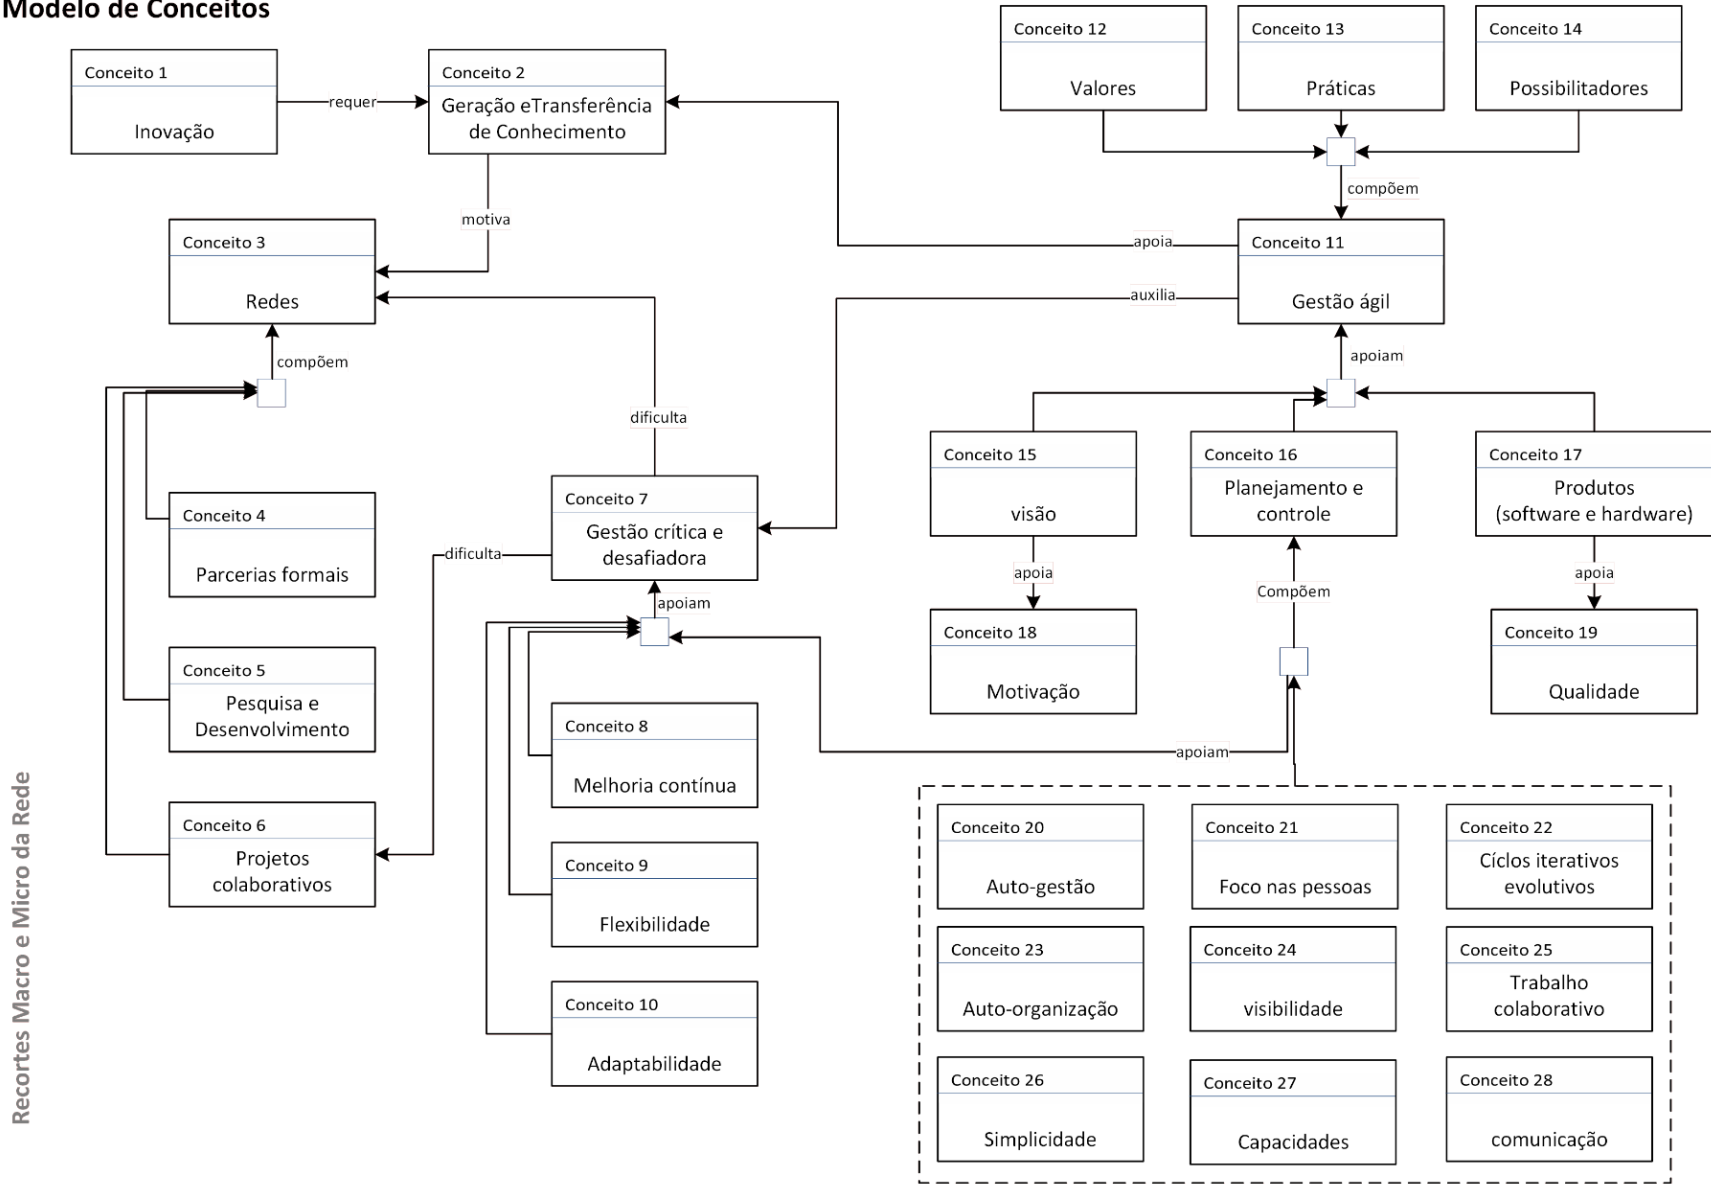 Modelo de Conceitos
Conceito 1
Inovação
requer
Conceito 2
Geração eTransferência
de Conhecimento
motiva
Conceito 3
Redes
compõem
Conceito 4
Parcerias formais
Conceito 5
Pesquisa e
Desenvolvimento
Conceito 6
Projetos
colaborativos
dificulta
dificulta
Conceito 7
Gestão crítica e
desafiadora
apoiam
Conceito 8
Melhoria contínua
Conceito 9
Flexibilidade
Conceito 10
Adaptabilidade
Conceito 12
Valores
Conceito 13
Práticas
Conceito 14
Possibilitadores
compõem
Conceito 11
Gestão ágil
apoia
auxilia
apoiam
Conceito 15
visão
Conceito 16
Planejamento e
controle
Conceito 17
Produtos
(software e hardware)
apoia
Compõem
apoia
Conceito 18
Motivação
Conceito 19
Qualidade
apoiam
Conceito 20
Auto-gestão
Conceito 21
Foco nas pessoas
Conceito 22
Cíclos iterativos
evolutivos
Conceito 23
Auto-organização
Conceito 24
visibilidade
Conceito 25
Trabalho
colaborativo
Conceito 26
Simplicidade
Conceito 27
Capacidades
Conceito 28
comunicação
Recortes Macro e Micro da Rede